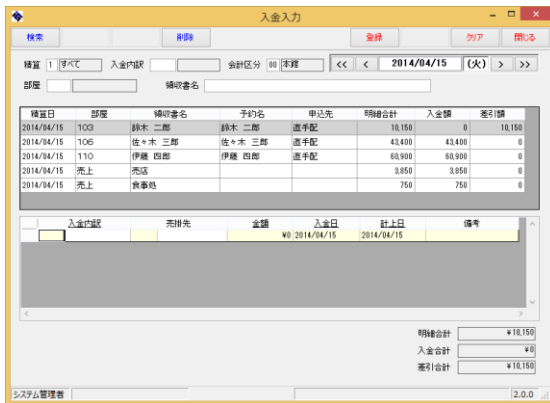 入金入力
検索 削除 登録 クリア 閉じる
積算 1 すべて 入金内訳 会計区分 00 本館 << < 2014/04/15 (火) > >>
部屋 領収書名
積算日 部屋 領収書名 予約名 申込先 明細合計 入金額 差引額
2014/04/15 103 鈴木 二郎 鈴木 二郎 直手配 10,150 0 10,150
2014/04/15 106 佐々木 三郎 佐々木 三郎 直手配 43,400 43,400 0
2014/04/15 110 伊藤 四郎 伊藤 四郎 直手配 60,900 60,900 0
2014/04/15 売上 売店 3,850 3,850 0
2014/04/15 売上 食事処 750 750 0
入金内訳 売掛先 金額 入金日 計上日 備考
¥0 2014/04/15 2014/04/15
明細合計 ¥10,150
入金合計 ¥0
差引合計 ¥10,150
システム管理者 2.0.0